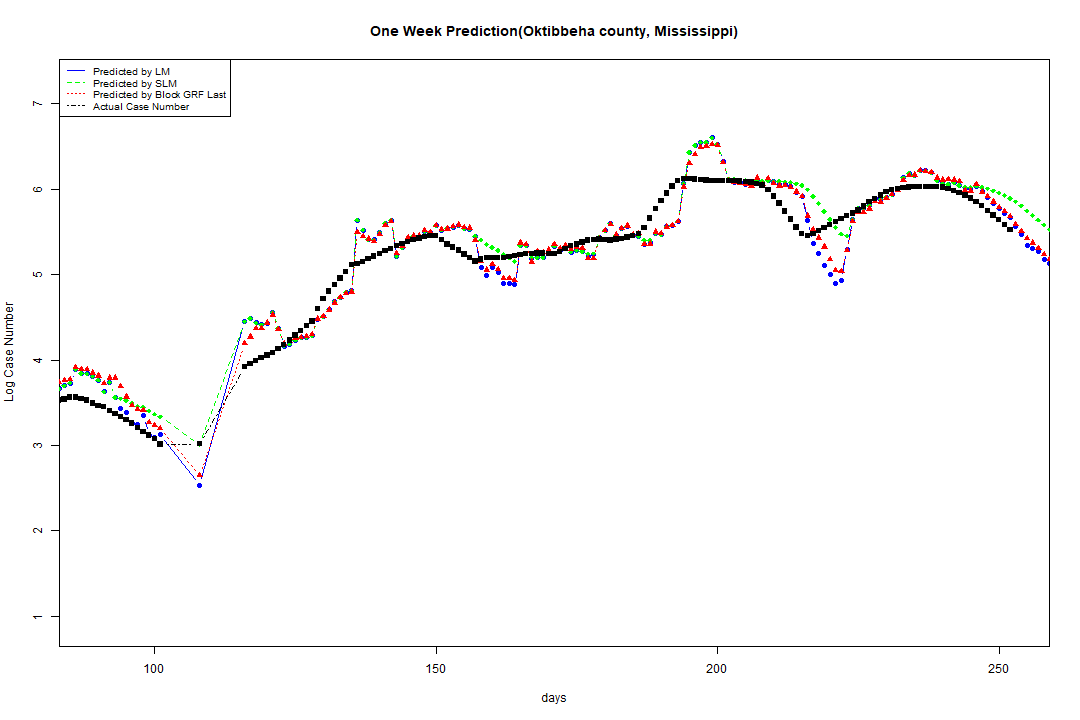 One Week Prediction(Oktibbeha county, Mississippi)
Predicted by LM
Predicted by SLM
Predicted by Block GRF Last
Actual Case Number
7
6
5
4
3
2
1
Log Case Number
100 150 200 250
days